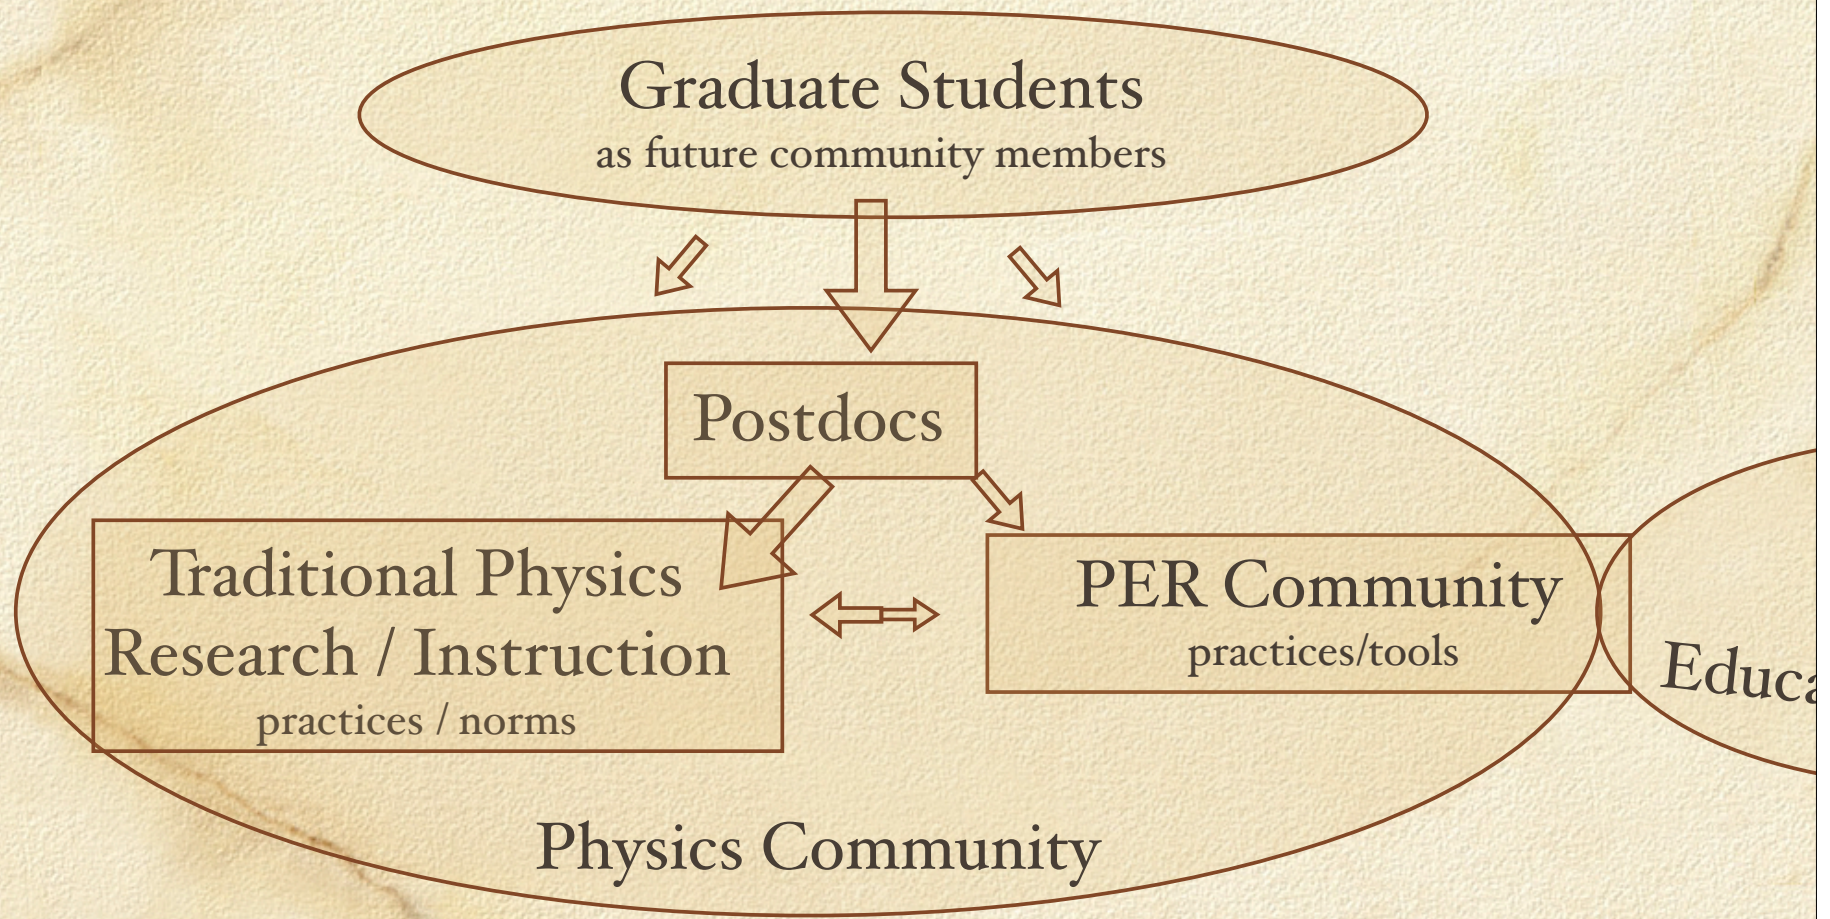 Graduate Students
as future community members
Postdocs
Traditional Physics
Research / Instruction
practices / norms
PER Community
practices/tools
Physics Community